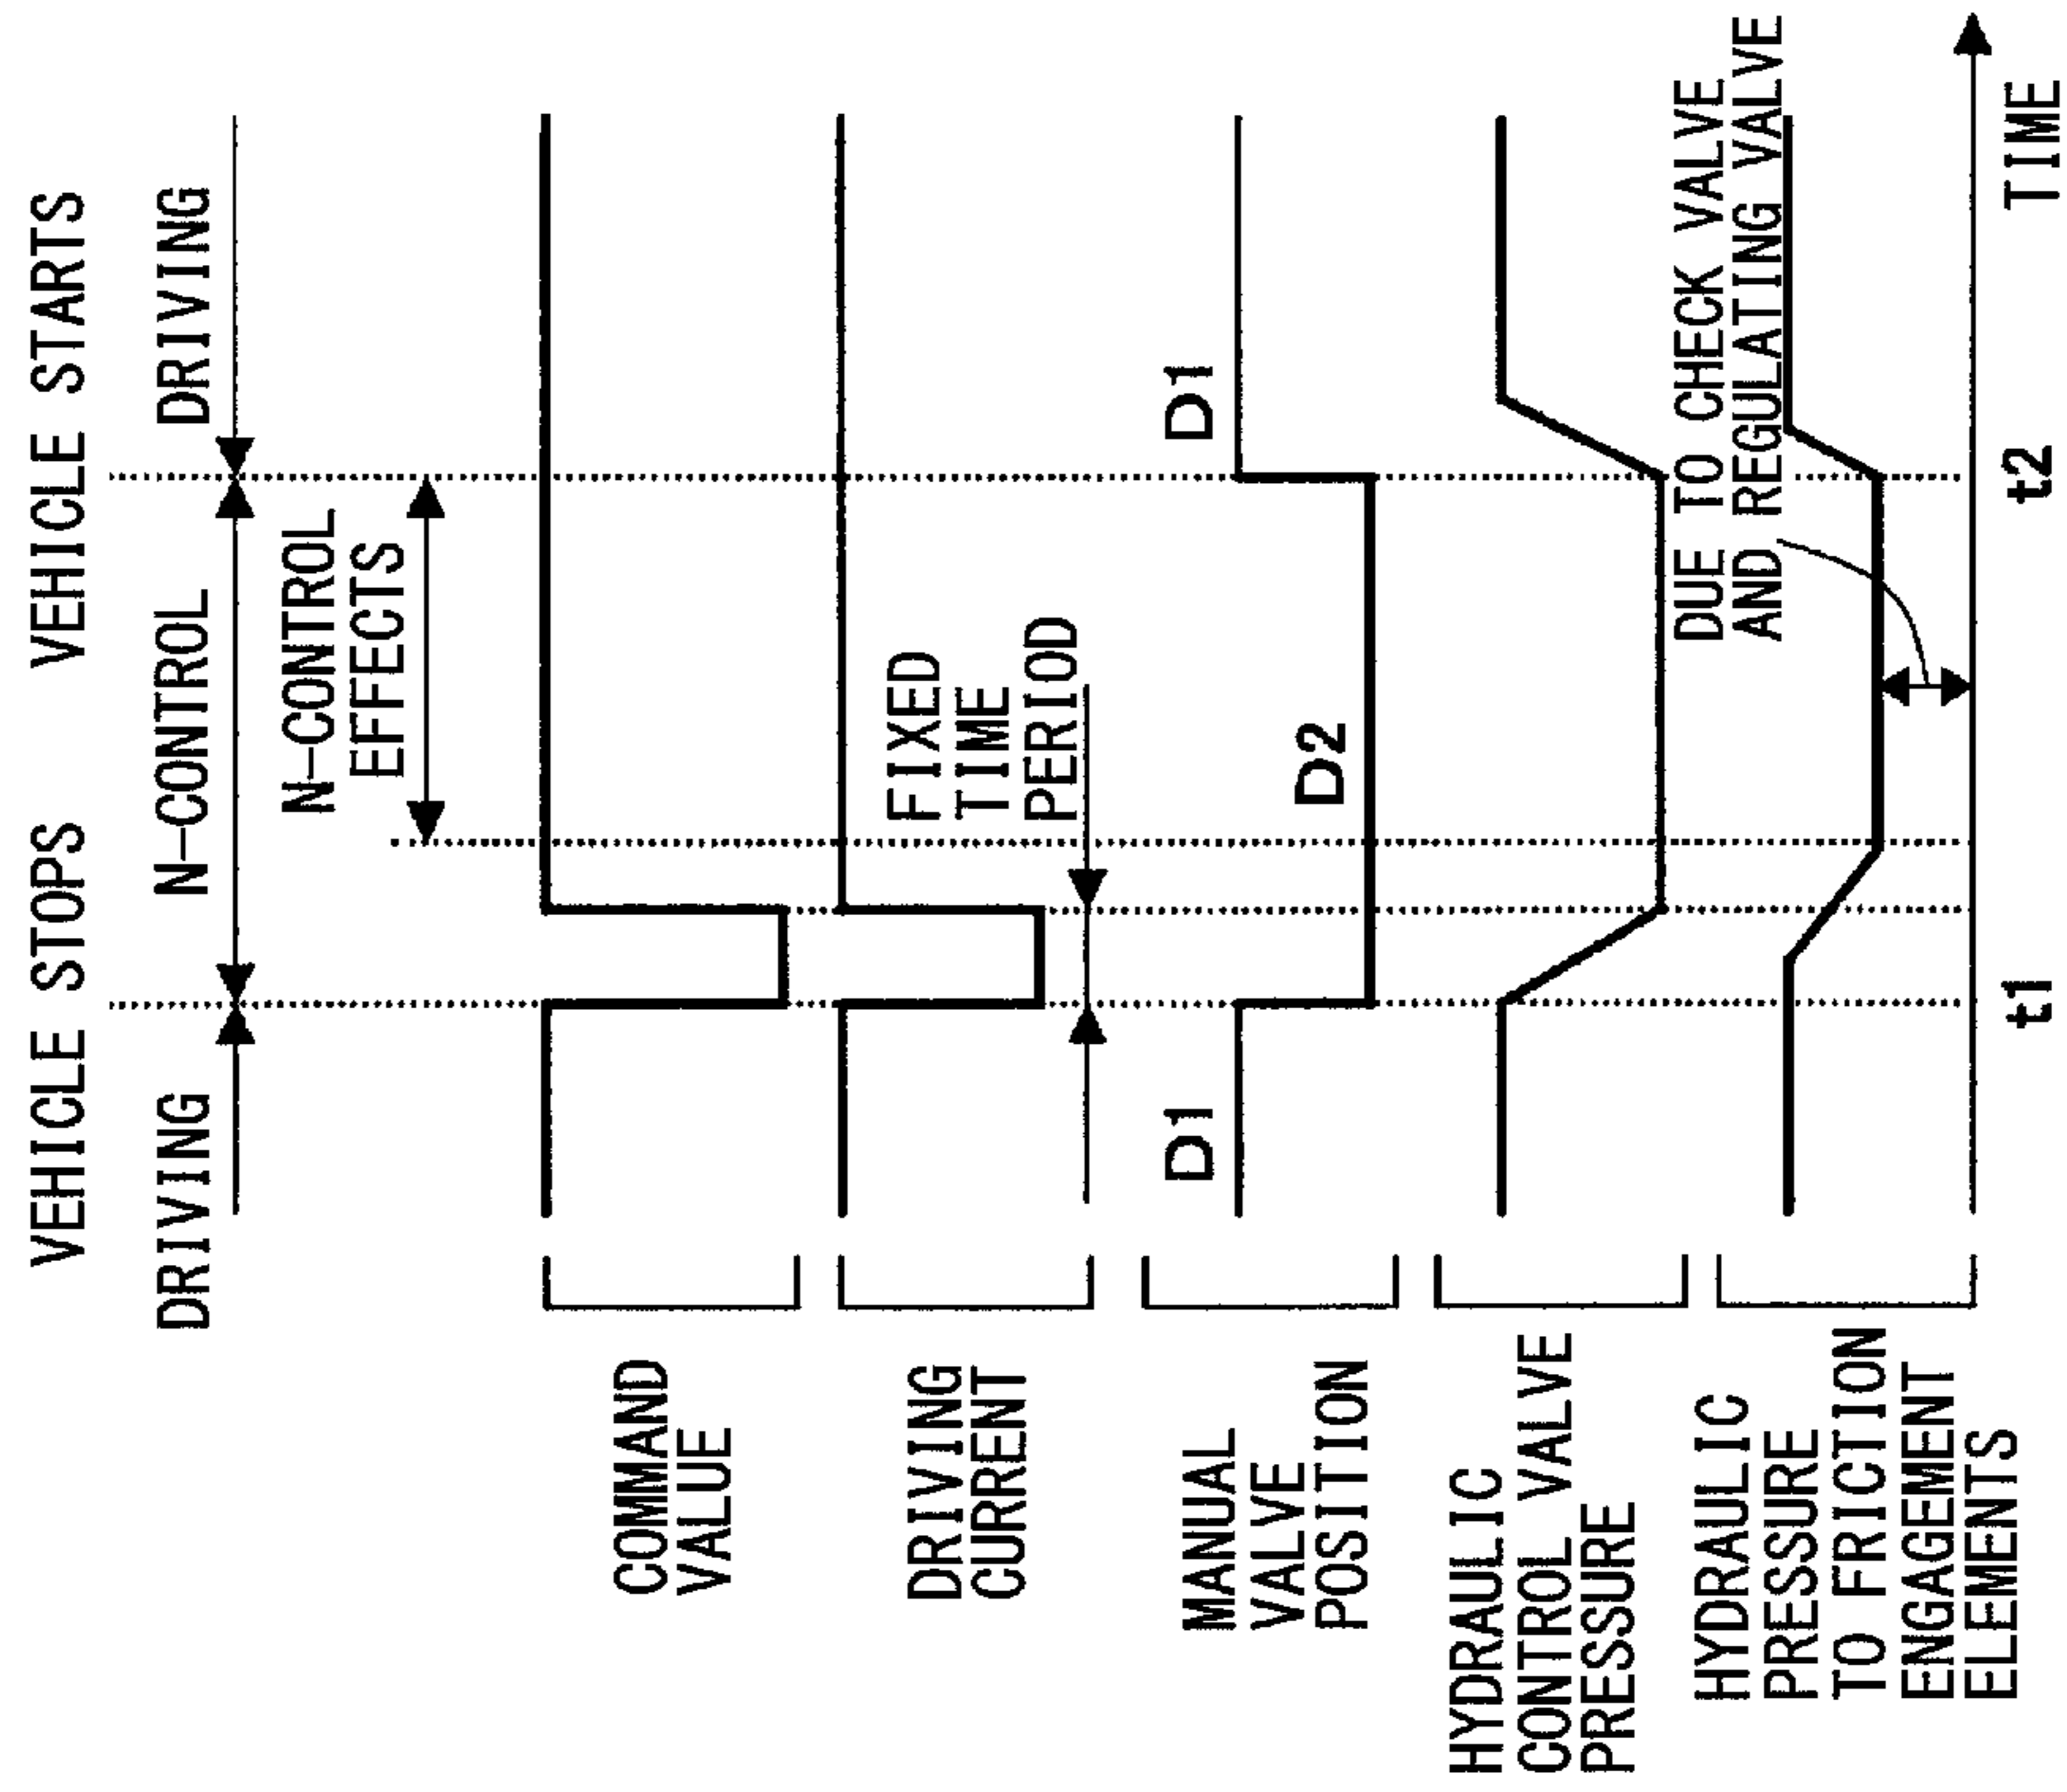 VEHICLE STOPS
VEHICLE STARTS
DRIVING
N-CONTROL
DRIVING
N-CONTROL
EFFECTS
COMMAND
VALUE
DRIVING
CURRENT
FIXED
TIME
PERIOD
MANUAL
VALVE
POSITION
D1
D2
D1
HYDRAULIC
CONTROL VALVE
PRESSURE
DUE TO CHECK VALVE
AND REGULATING VALVE
HYDRAULIC
PRESSURE
TO FRICTION
ENGAGEMENT
ELEMENTS
t1
t2
TIME